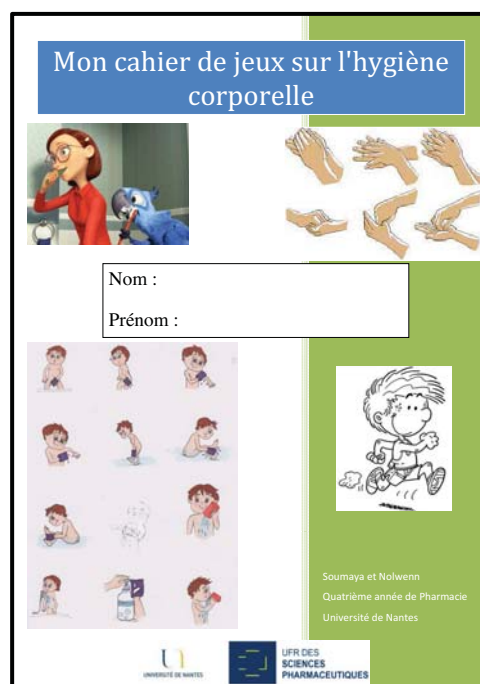 Mon cahier de jeux sur l'hygiène
corporelle
Nom :
Prénom :
Soumaya et Nolwenn
Quatrième année de Pharmacie
Université de Nantes
UNIVERSITÉ DE NANTES
UFR DES
SCIENCES
PHARMACEUTIQUES